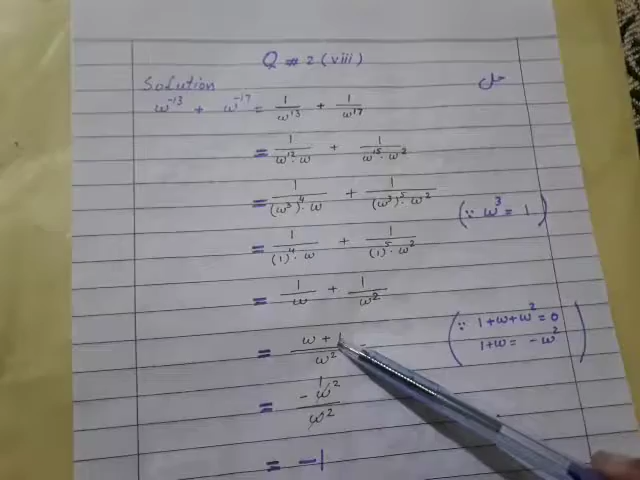 Q # 2 (viii)
Solution حل
ω⁻¹³ + ω⁻¹⁷ = 1/ω¹³ + 1/ω¹⁷
= 1/(ω¹²·ω) + 1/(ω¹⁵·ω²)
= 1/((ω³)⁴·ω) + 1/((ω³)⁵·ω²) (∵ ω³ = 1)
= 1/((1)⁴·ω) + 1/((1)⁵·ω²)
= 1/ω + 1/ω²
= (ω + 1)/ω² (∵ 1+ω+ω² = 0
1+ω = -ω²)
= -ω²/ω²
= -1